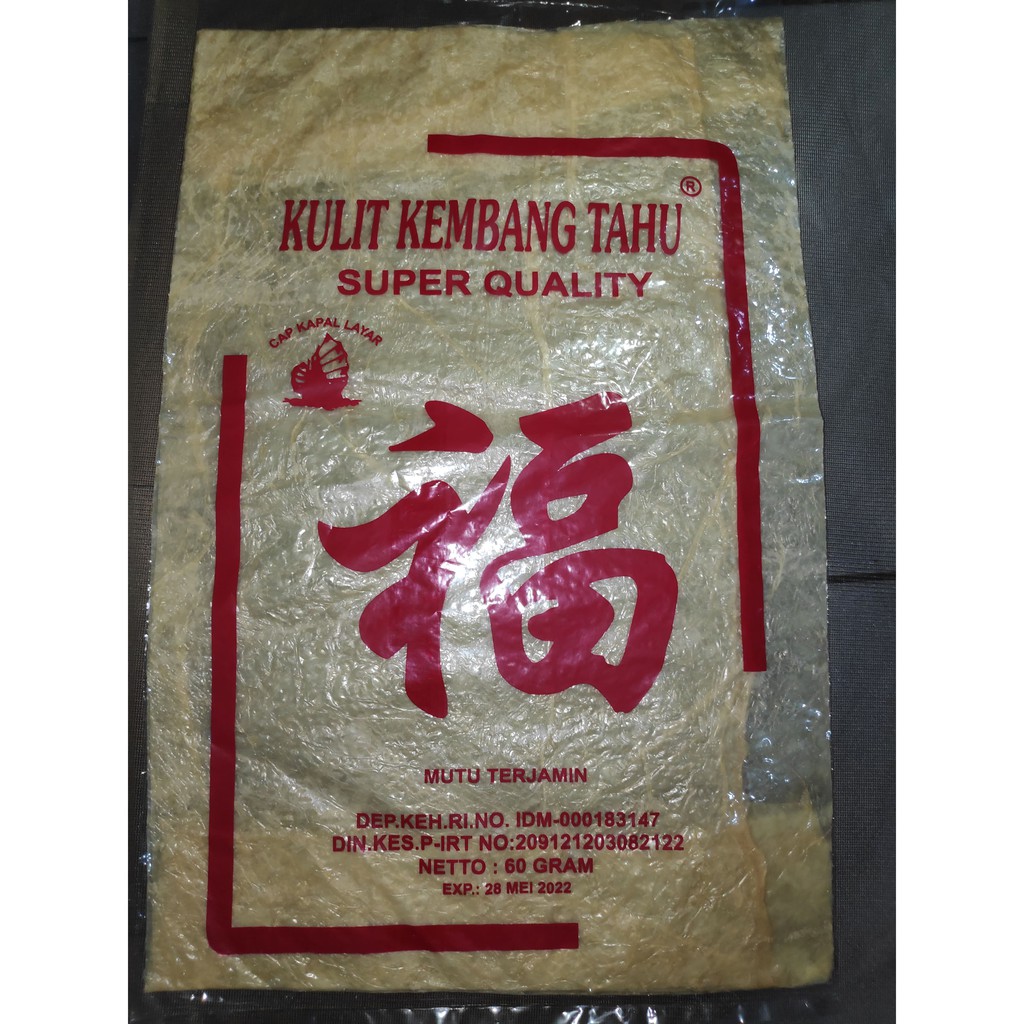 ®
KULIT KEMBANG TAHU
SUPER QUALITY
CAP KAPAL LAYAR
福
MUTU TERJAMIN
DEP.KEH.RI.NO. IDM-000183147
DIN.KES.P-IRT NO:209121203082122
NETTO : 60 GRAM
EXP.: 28 MEI 2022